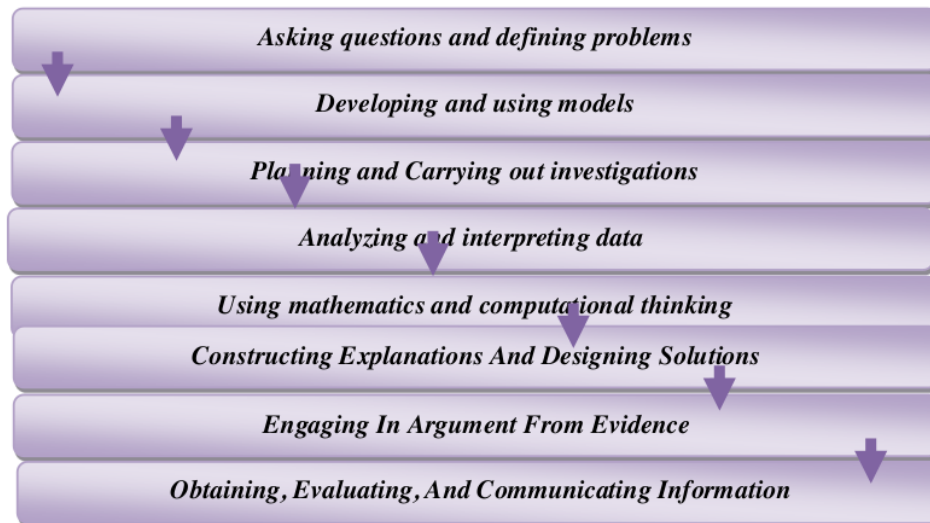 Asking questions and defining problems
Developing and using models
Planning and Carrying out investigations
Analyzing and interpreting data
Using mathematics and computational thinking
Constructing Explanations And Designing Solutions
Engaging In Argument From Evidence
Obtaining, Evaluating, And Communicating Information